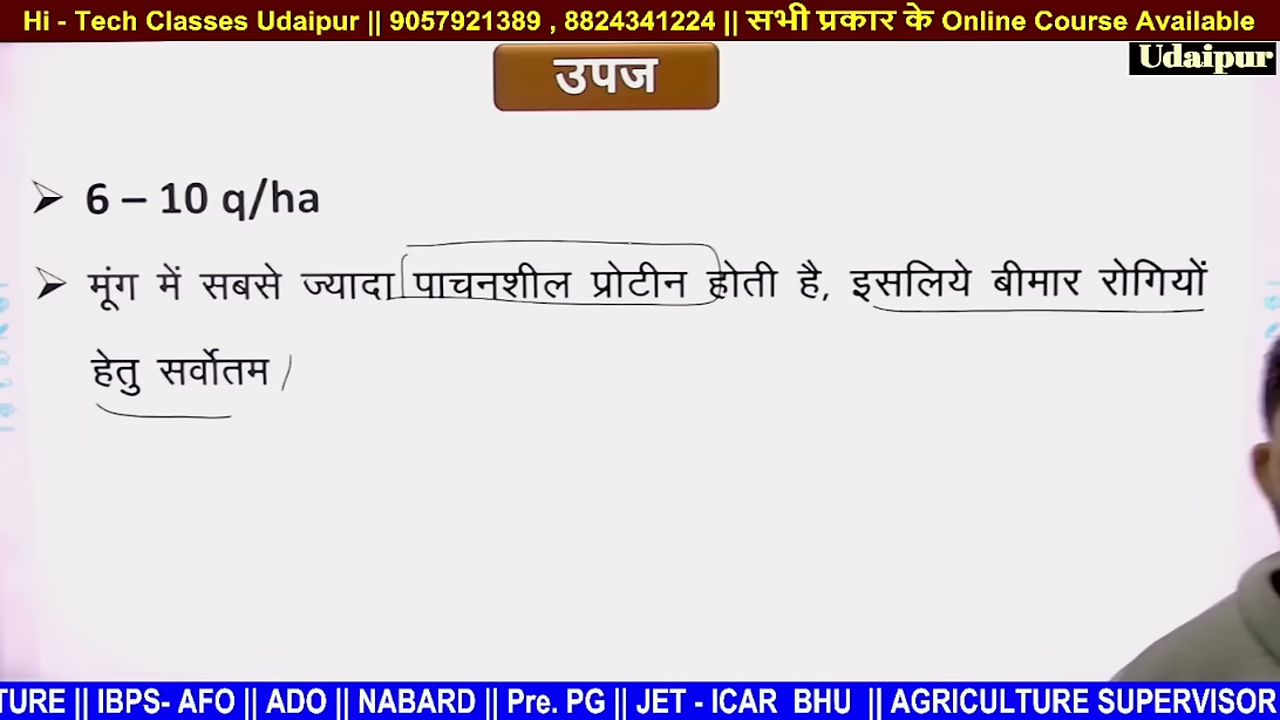 Hi - Tech Classes Udaipur || 9057921389 , 8824341224 || सभी प्रकार के Online Course Available
Udaipur
उपज
➢ 6 – 10 q/ha
➢ मूंग में सबसे ज्यादा पाचनशील प्रोटीन होती है, इसलिये बीमार रोगियों
हेतु सर्वोतम
TURE || IBPS- AFO || ADO || NABARD || Pre. PG || JET - ICAR BHU || AGRICULTURE SUPERVISOR